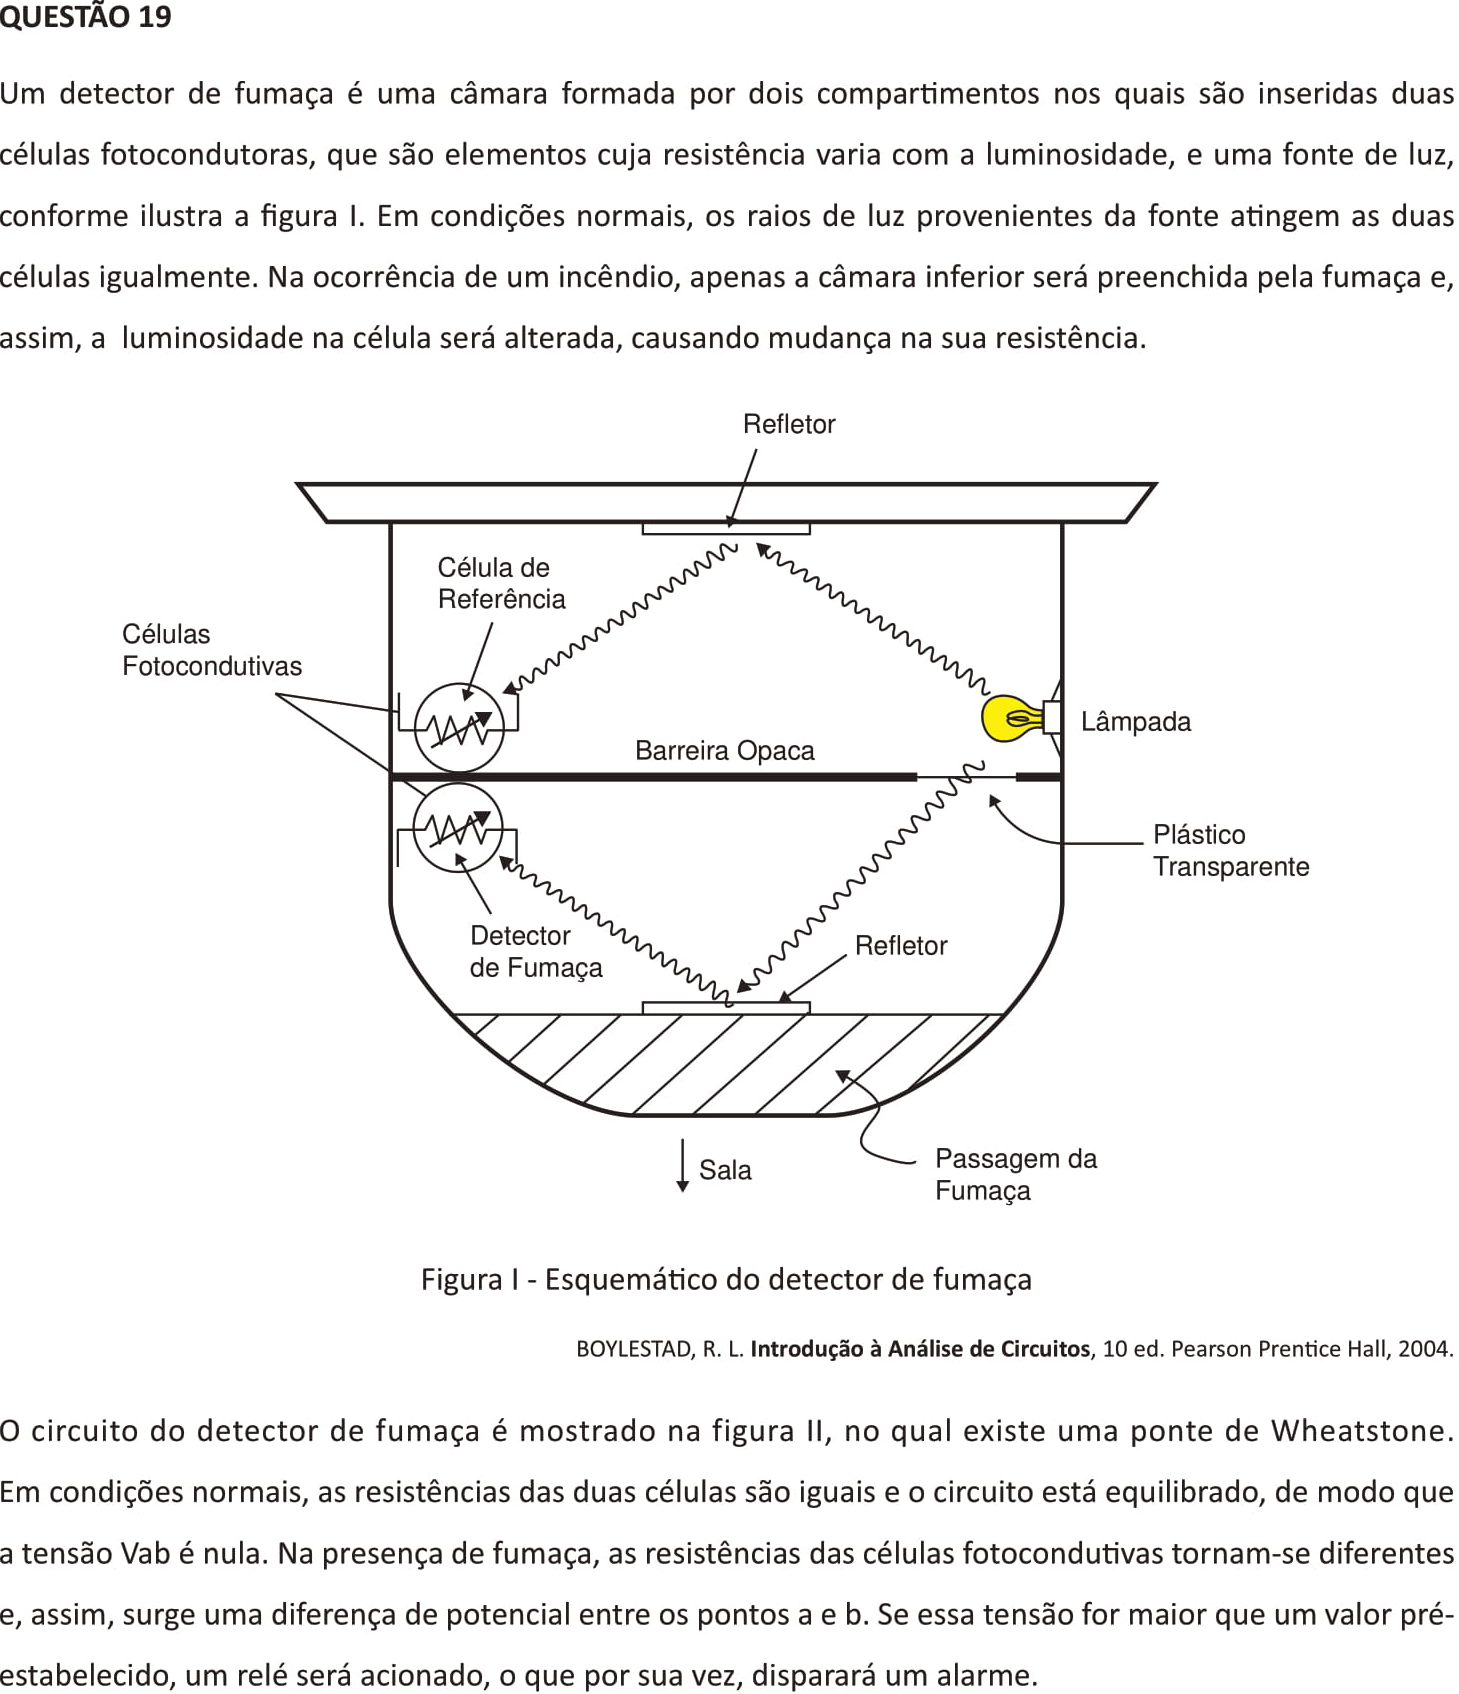 QUESTÃO 19
Um detector de fumaça é uma câmara formada por dois compartimentos nos quais são inseridas duas
células fotocondutoras, que são elementos cuja resistência varia com a luminosidade, e uma fonte de luz,
conforme ilustra a figura I. Em condições normais, os raios de luz provenientes da fonte atingem as duas
células igualmente. Na ocorrência de um incêndio, apenas a câmara inferior será preenchida pela fumaça e,
assim, a luminosidade na célula será alterada, causando mudança na sua resistência.
Refletor
Célula de
Referência
Células
Fotocondutivas
Lâmpada
Barreira Opaca
Plástico
Transparente
Detector
de Fumaça
Refletor
Sala
Passagem da
Fumaça
Figura I - Esquemático do detector de fumaça
BOYLESTAD, R. L. Introdução à Análise de Circuitos, 10 ed. Pearson Prentice Hall, 2004.
O circuito do detector de fumaça é mostrado na figura II, no qual existe uma ponte de Wheatstone.
Em condições normais, as resistências das duas células são iguais e o circuito está equilibrado, de modo que
a tensão Vab é nula. Na presença de fumaça, as resistências das células fotocondutivas tornam-se diferentes
e, assim, surge uma diferença de potencial entre os pontos a e b. Se essa tensão for maior que um valor pré-
estabelecido, um relé será acionado, o que por sua vez, disparará um alarme.